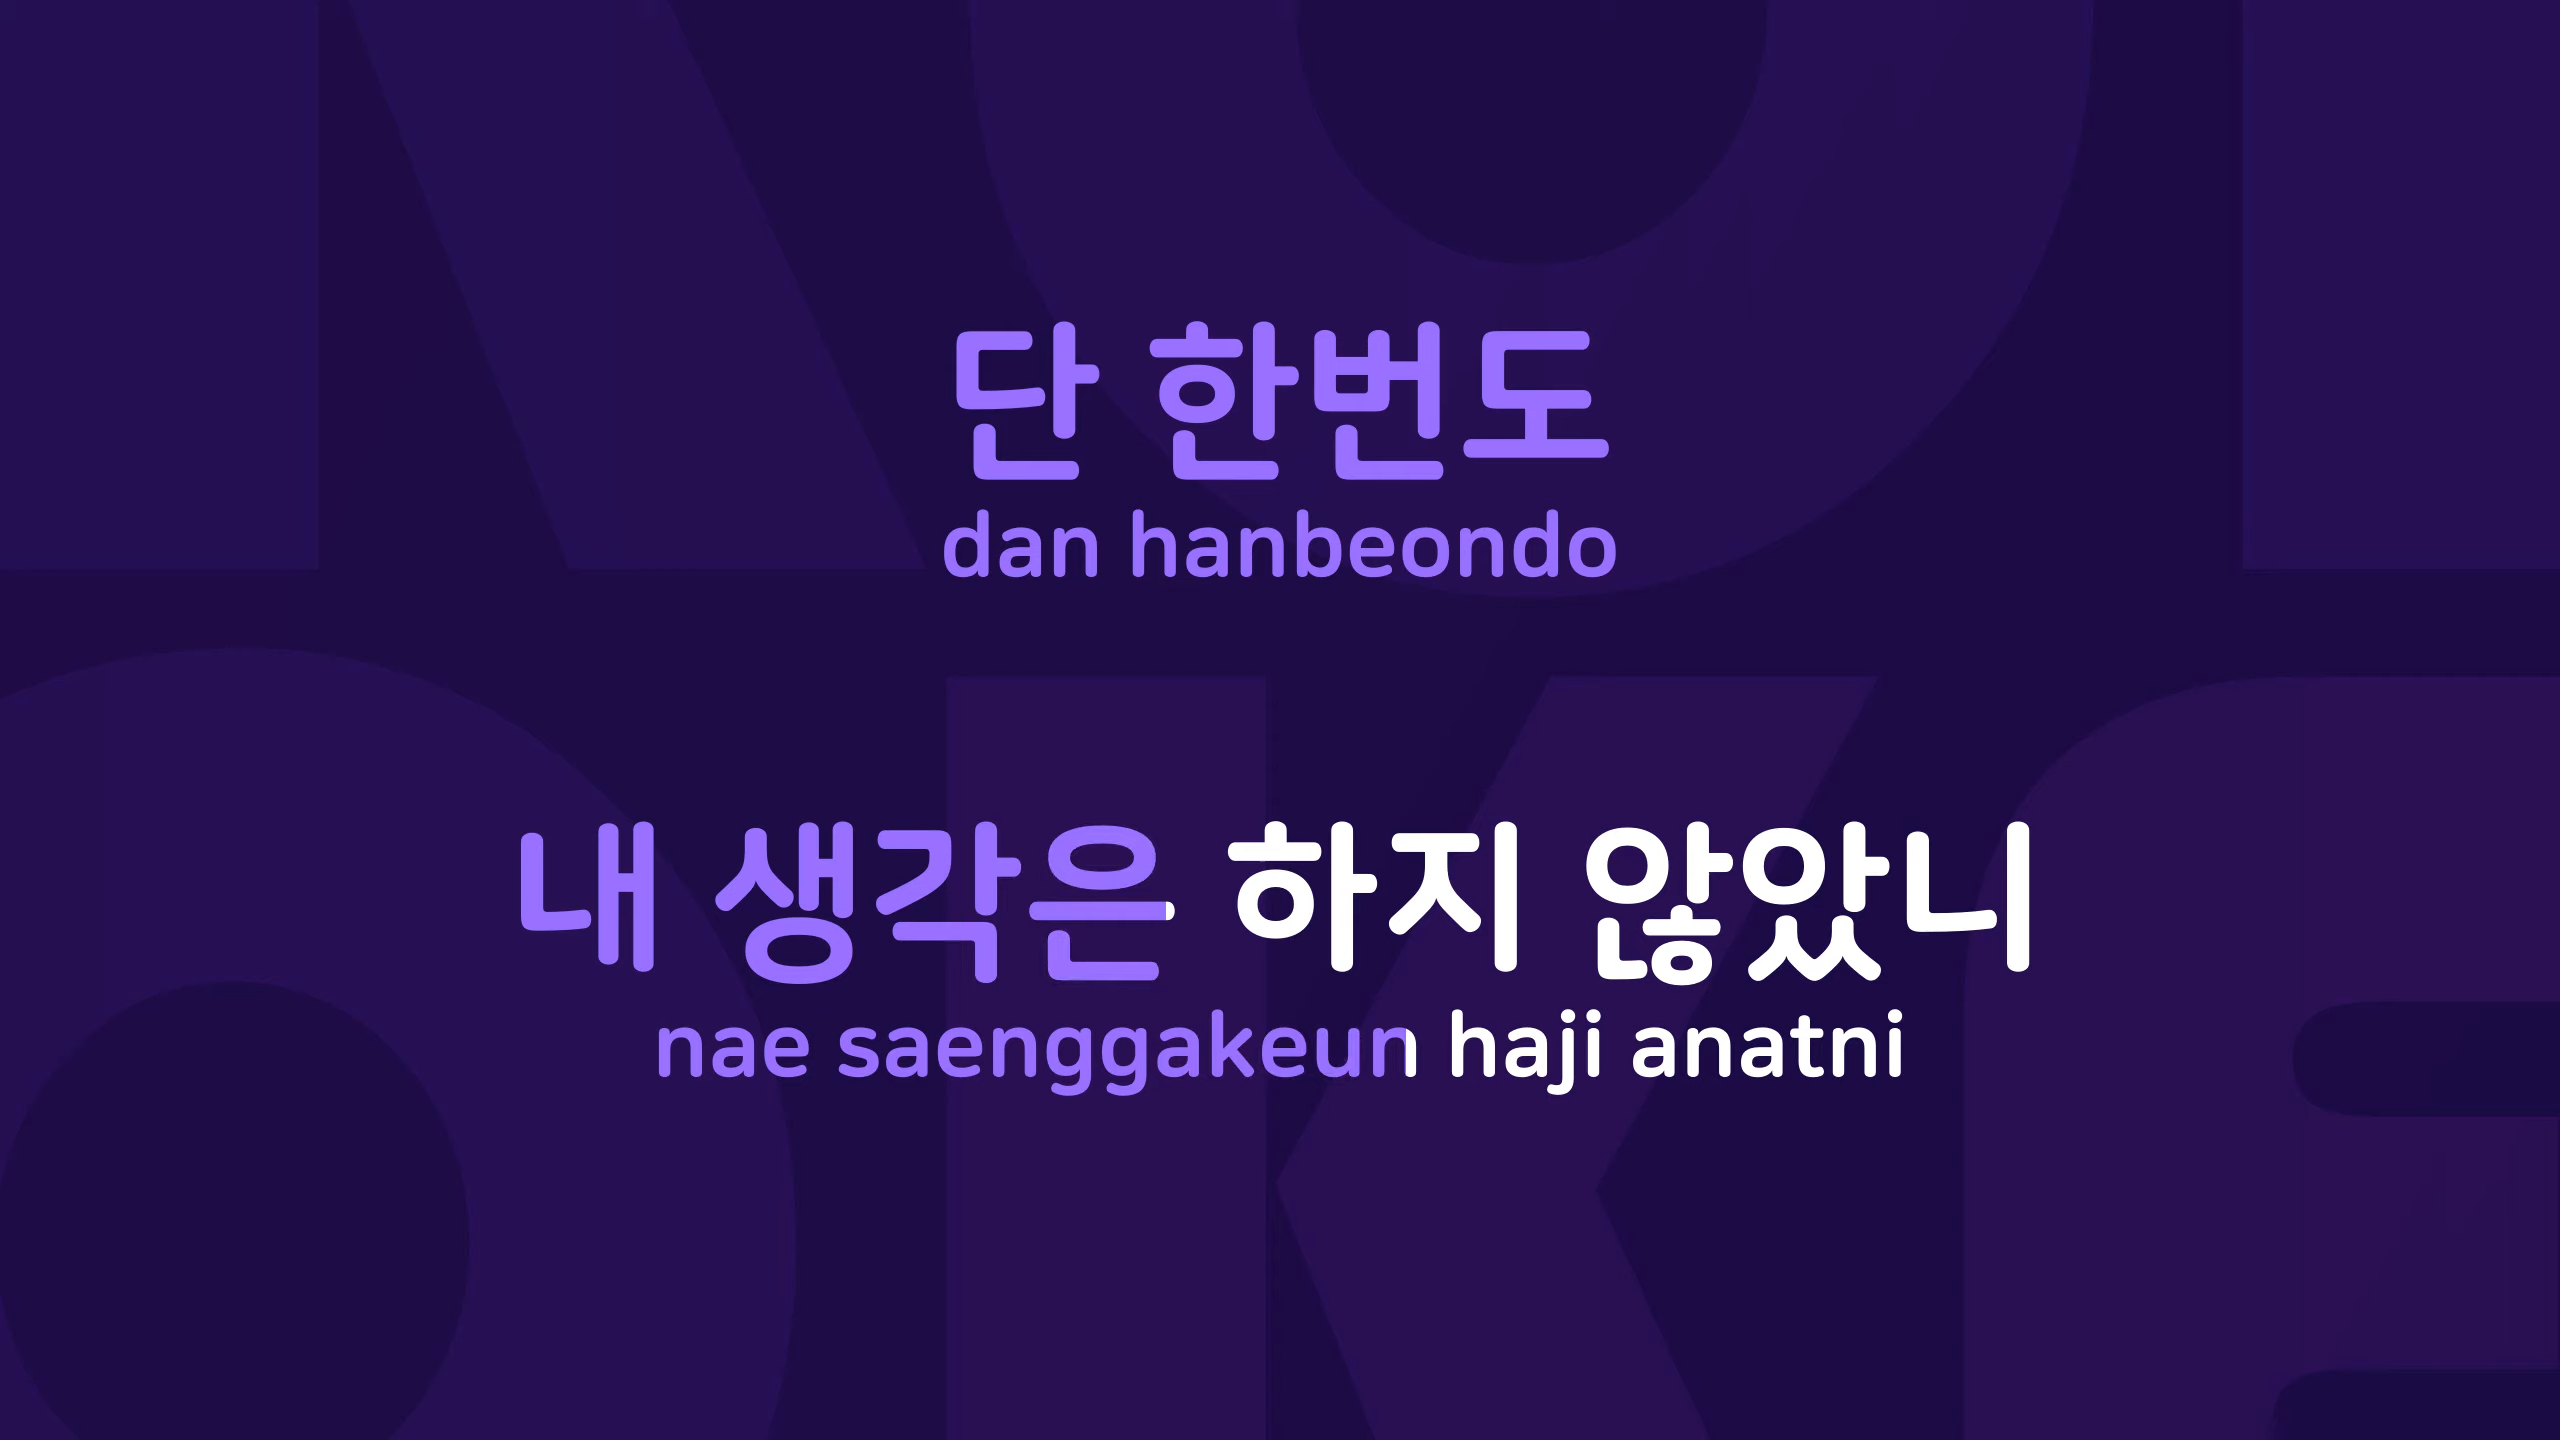 단 한번도
dan hanbeondo
내 생각은 하지 않았니
nae saenggakeun haji anatni